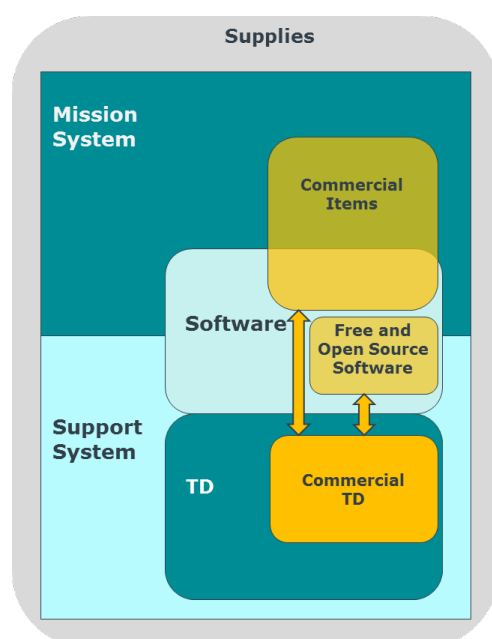 Supplies
Mission
System
Commercial
Items
Software
Free and
Open Source
Software
Support
System
TD
Commercial
TD